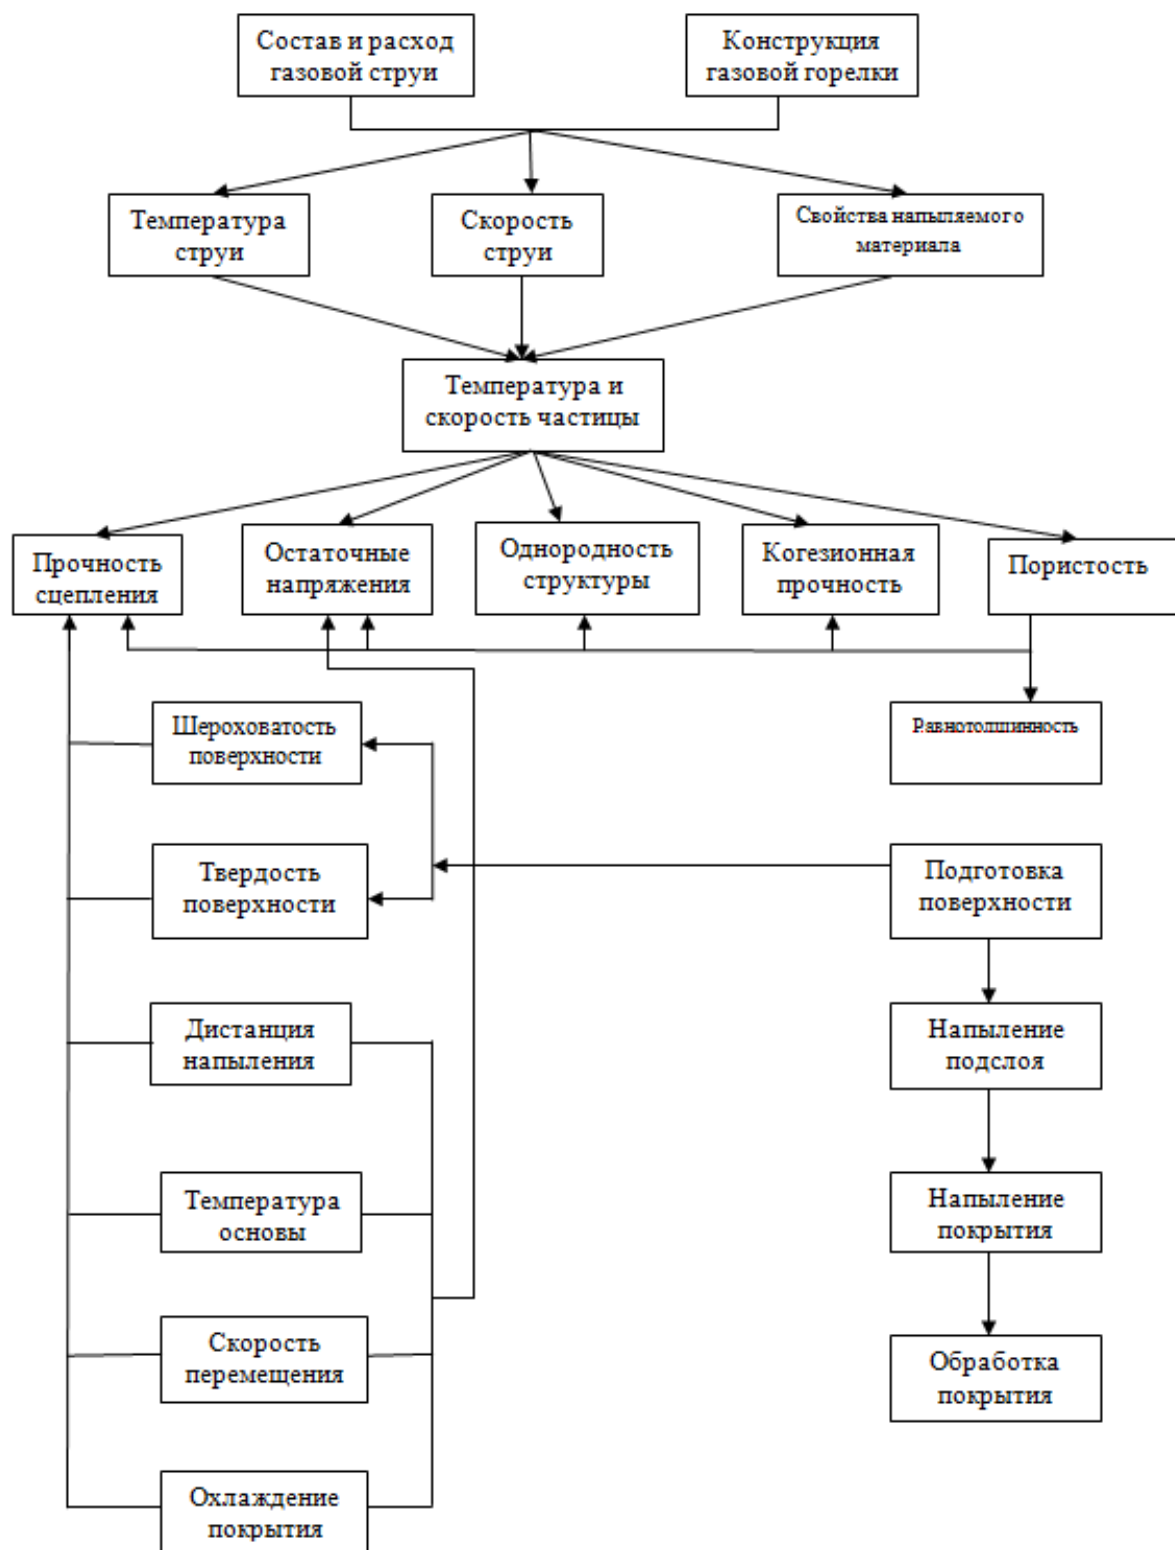 Состав и расход
газовой струи
Конструкция
газовой горелки
Температура
струи
Скорость
струи
Свойства напыляемого
материала
Температура и
скорость частицы
Прочность
сцепления
Остаточные
напряжения
Однородность
структуры
Когезионная
прочность
Пористость
Шероховатость
поверхности
Равнотолшинность
Твердость
поверхности
Подготовка
поверхности
Дистанция
напыления
Напыление
подслоя
Температура
основы
Напыление
покрытия
Скорость
перемещения
Обработка
покрытия
Охлаждение
покрытия